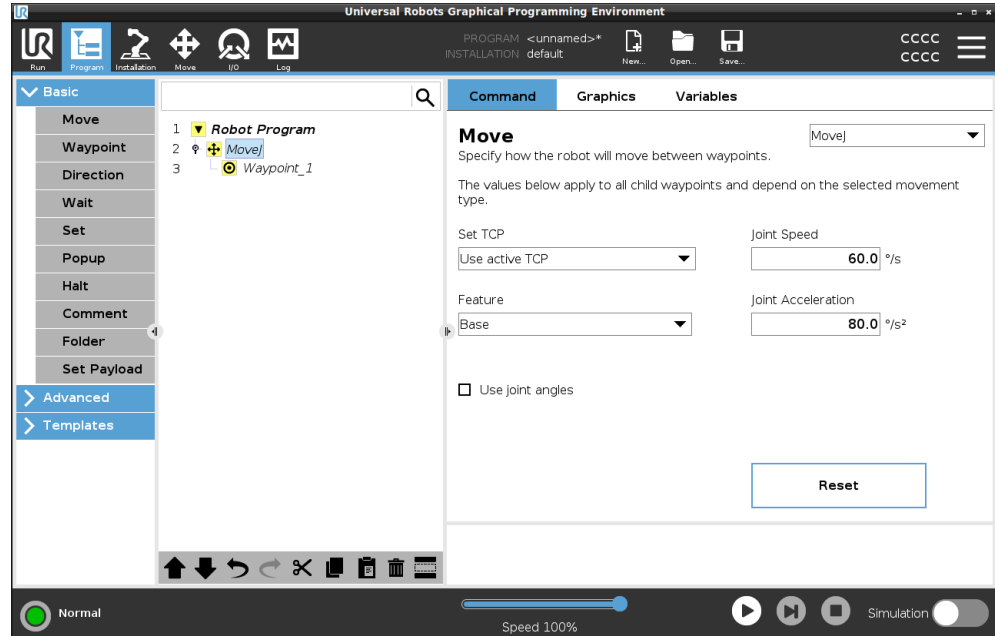 Universal Robots Graphical Programming Environment
UR
PROGRAM <unnamed>*
INSTALLATION default
Run
Program
Installation
Move
I/O
Log
New...
Open...
Save...
CCCC
CCCC
Basic
Move
Waypoint
Direction
Wait
Set
Popup
Halt
Comment
Folder
Set Payload
Advanced
Templates
1 Robot Program
2 MoveJ
3 Waypoint_1
Command Graphics Variables
Move
MoveJ
Specify how the robot will move between waypoints.
The values below apply to all child waypoints and depend on the selected movement
type.
Set TCP
Use active TCP
Joint Speed
60.0 °/s
Feature
Base
Joint Acceleration
80.0 °/s²
Use joint angles
Reset
Normal
Speed 100%
Simulation